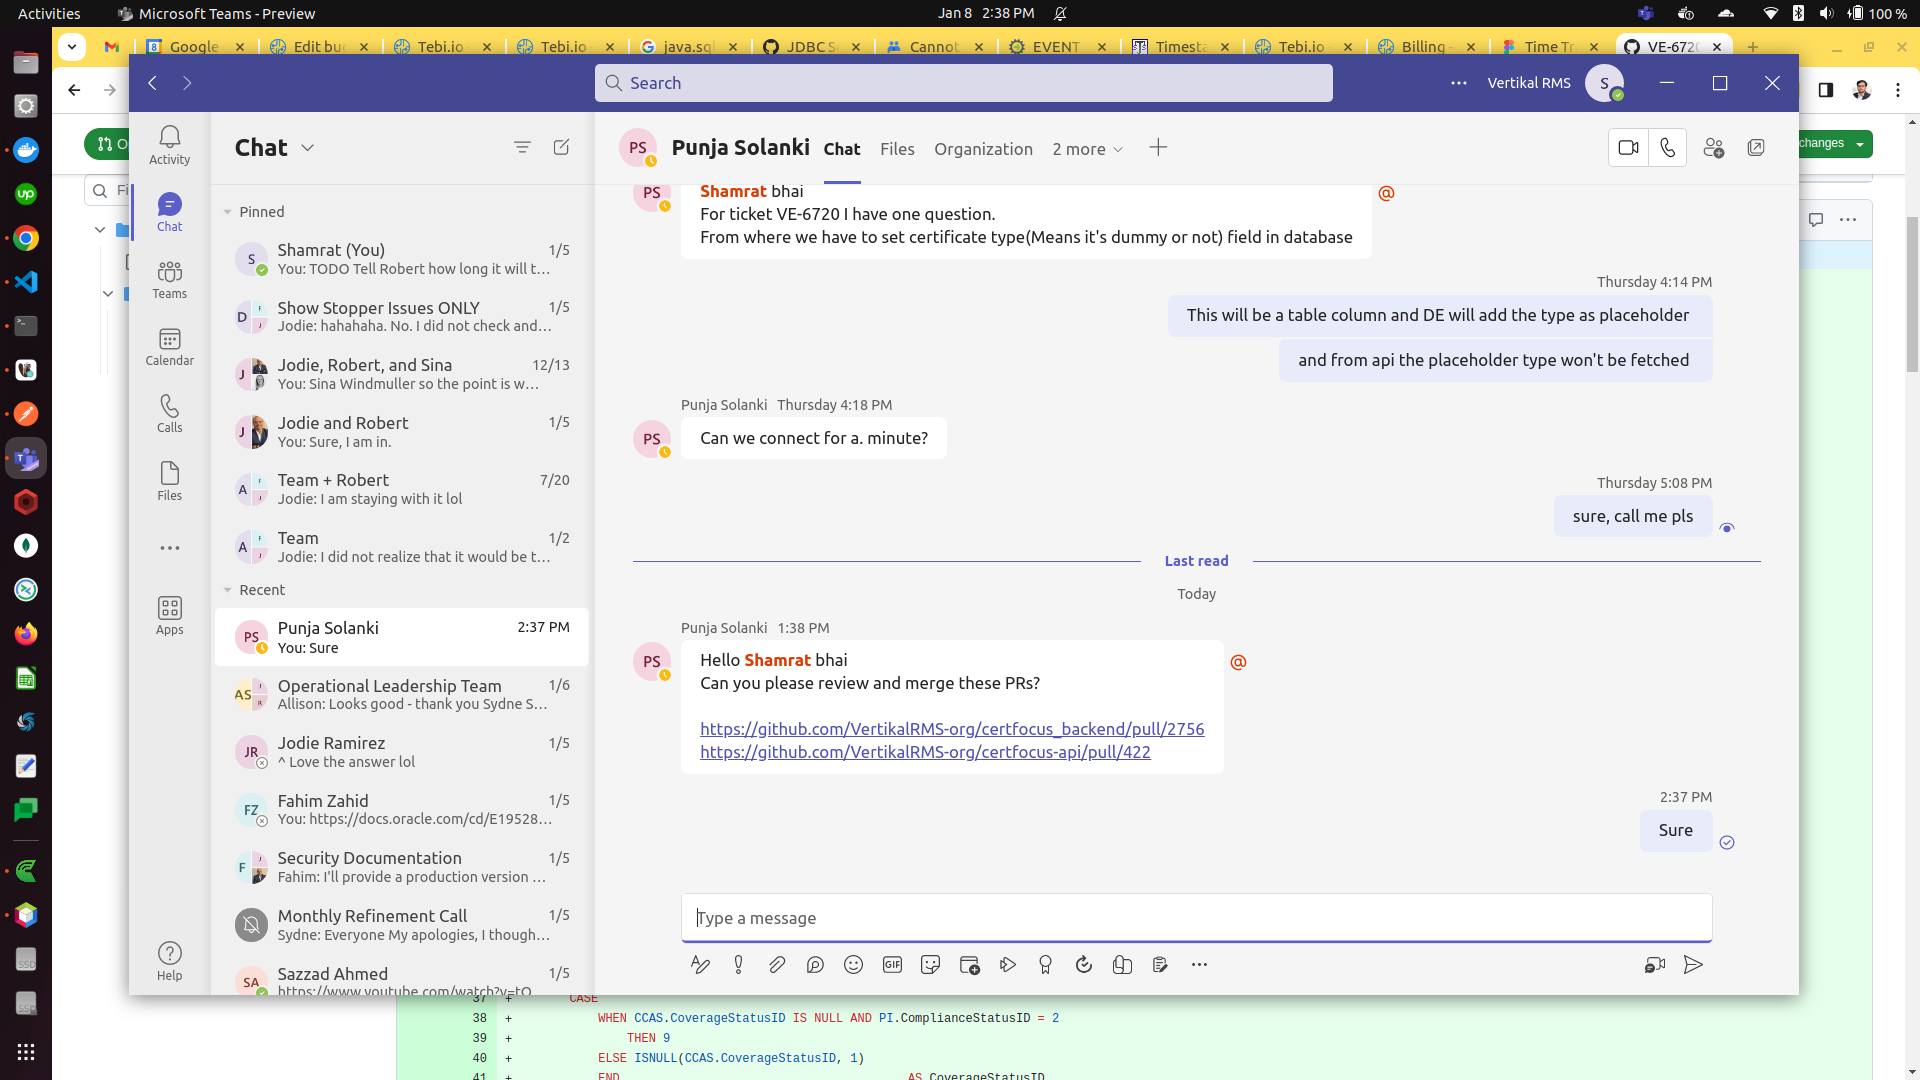 Activities
Microsoft Teams - Preview
Jan 8 2:38 PM
100 %
Google
Edit bu
Tebi.io
Tebi.io
java.sql
JDBC S
Cannot
EVENT
Timesta
Tebi.io
Billing
Time Tr
VE-6720
Search
Vertikal RMS
S
changes
Activity
Chat
Teams
Calendar
Calls
Files
Apps
Help
Chat
Pinned
Shamrat (You) 1/5
You: TODO Tell Robert how long it will t...
Show Stopper Issues ONLY 1/5
Jodie: hahahaha. No. I did not check and...
Jodie, Robert, and Sina 12/13
You: Sina Windmuller so the point is w...
Jodie and Robert 1/5
You: Sure, I am in.
Team + Robert 7/20
Jodie: I am staying with it lol
Team 1/2
Jodie: I did not realize that it would be t...
Recent
PS Punja Solanki 2:37 PM
You: Sure
AS Operational Leadership Team 1/6
Allison: Looks good - thank you Sydne S...
JR Jodie Ramirez 1/5
^ Love the answer lol
FZ Fahim Zahid 1/5
You: https://docs.oracle.com/cd/E19528...
Security Documentation 1/5
Fahim: I'll provide a production version ...
Monthly Refinement Call 1/5
Sydne: Everyone My apologies, I though...
SA Sazzad Ahmed 1/5
https://www.youtube.com/watch?v=tO
PS Punja Solanki Chat Files Organization 2 more
PS
Shamrat bhai
For ticket VE-6720 I have one question.
From where we have to set certificate type(Means it's dummy or not) field in database
@
Thursday 4:14 PM
This will be a table column and DE will add the type as placeholder
and from api the placeholder type won't be fetched
Punja Solanki Thursday 4:18 PM
PS
Can we connect for a. minute?
Thursday 5:08 PM
sure, call me pls
Last read
Today
Punja Solanki 1:38 PM
PS
Hello Shamrat bhai
@
Can you please review and merge these PRs?
https://github.com/VertikalRMS-org/certfocus_backend/pull/2756
https://github.com/VertikalRMS-org/certfocus-api/pull/422
2:37 PM
Sure
Type a message
GIF
37 + CASE
38 + WHEN CCAS.CoverageStatusID IS NULL AND PI.ComplianceStatusID = 2
39 + THEN 9
40 + ELSE ISNULL(CCAS.CoverageStatusID, 1)
41 + END AS CoverageStatusID